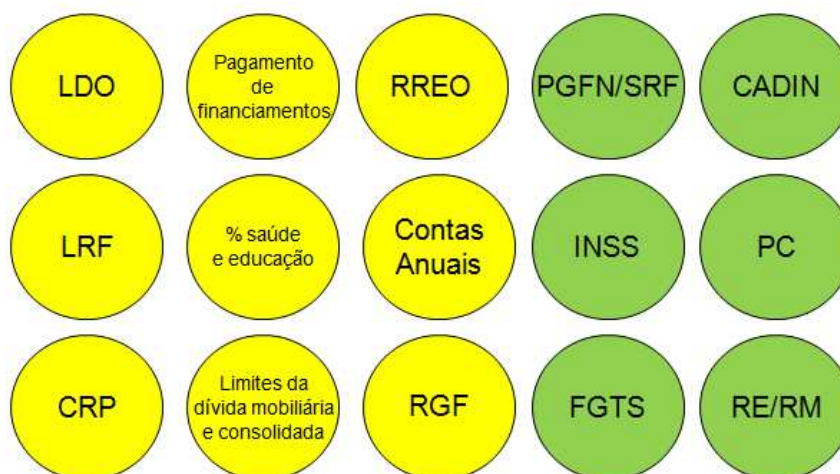 LDO
Pagamento
de
financiamentos
RREO
PGFN/SRF
CADIN
LRF
% saúde
e educação
Contas
Anuais
INSS
PC
CRP
Limites da
dívida mobiliária
e consolidada
RGF
FGTS
RE/RM